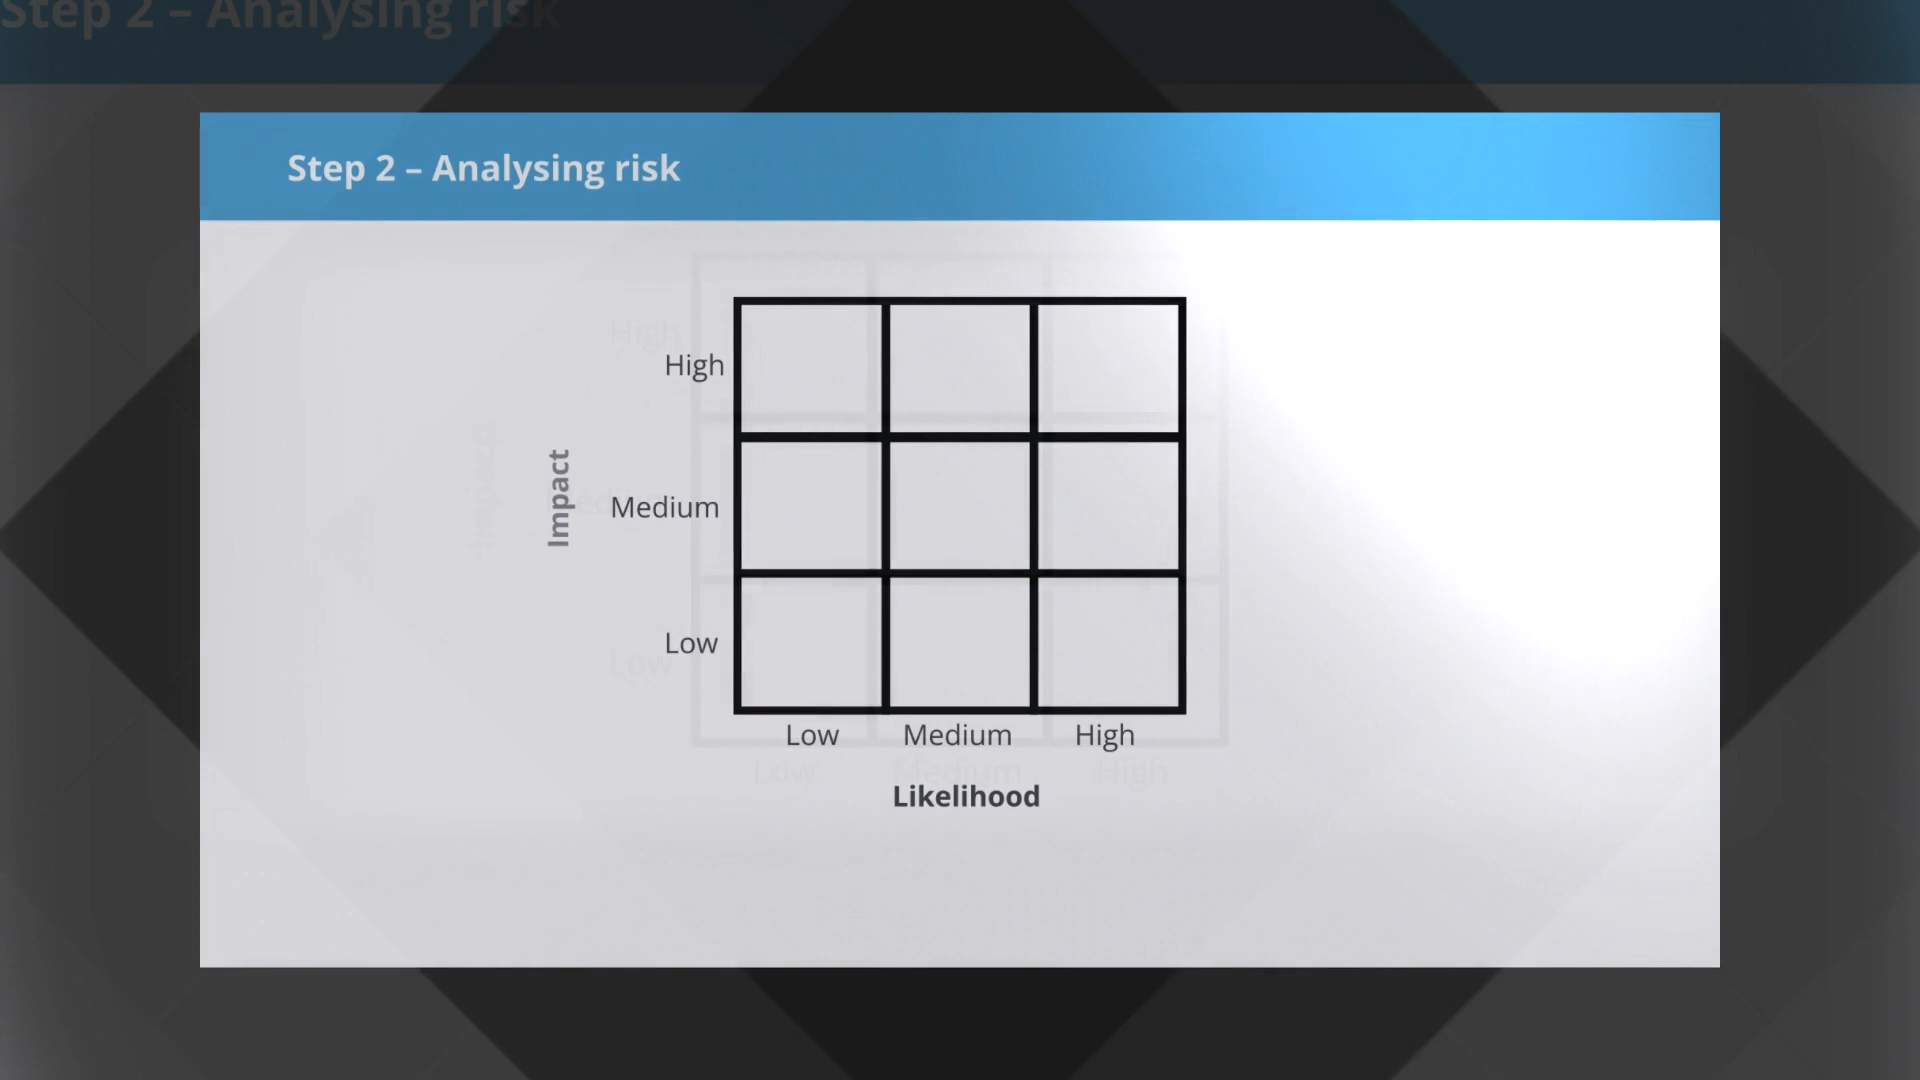 Step 2 – Analysing risk
Step 2 – Analysing risk
High
High
Impact
Impact
Medium
Low
Low
Low
Medium
High
Low
Medium
High
Likelihood